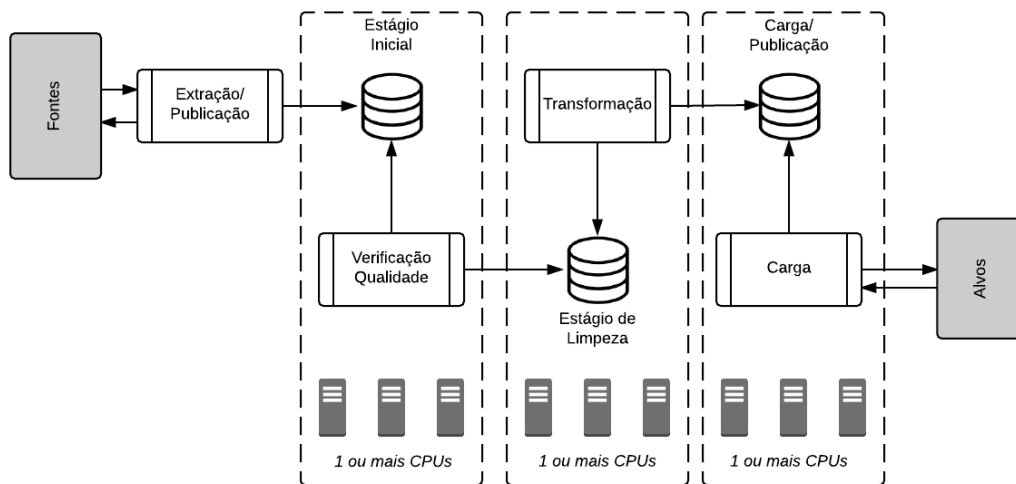 Fontes
Extração/
Publicação
Estágio
Inicial
Verificação
Qualidade
1 ou mais CPUs
Transformação
Estágio de
Limpeza
1 ou mais CPUs
Carga/
Publicação
Carga
1 ou mais CPUs
Alvos